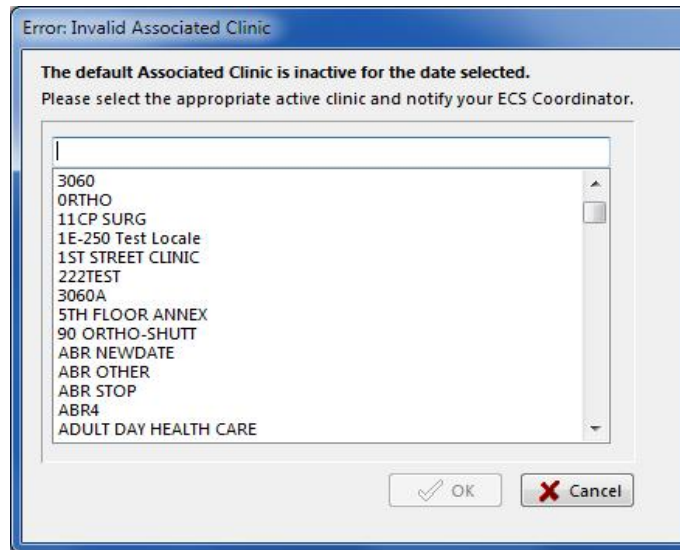 Error: Invalid Associated Clinic
The default Associated Clinic is inactive for the date selected.
Please select the appropriate active clinic and notify your ECS Coordinator.
3060
0RTHO
11CP SURG
1E-250 Test Locale
1ST STREET CLINIC
222TEST
3060A
5TH FLOOR ANNEX
90 ORTHO-SHUTT
ABR NEWDATE
ABR OTHER
ABR STOP
ABR4
ADULT DAY HEALTH CARE
OK Cancel